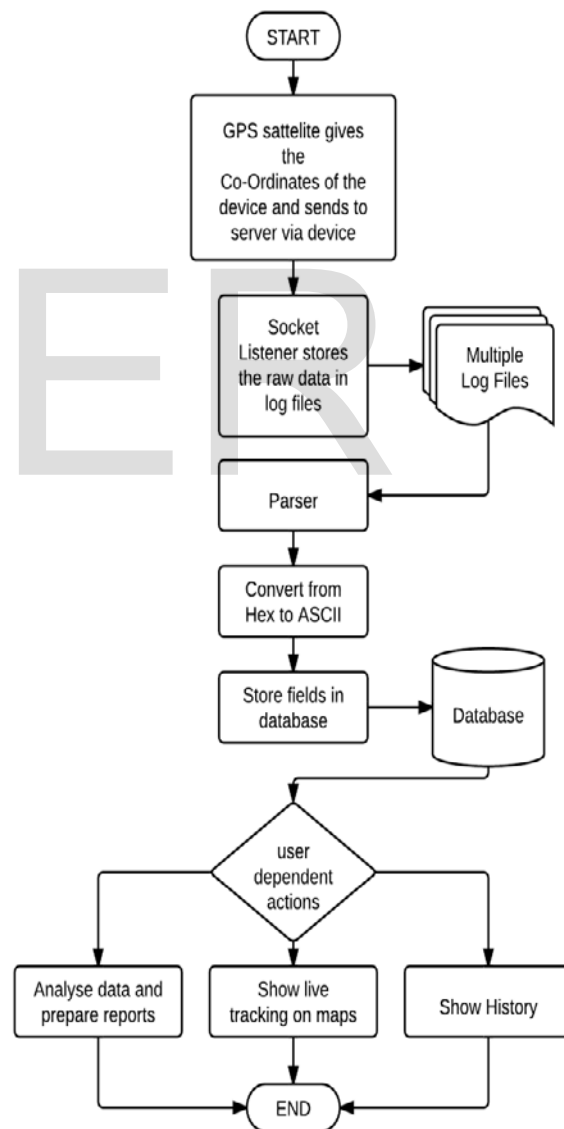 START
GPS sattelite gives
the
Co-Ordinates of the
device and sends to
server via device
Socket
Listener stores
the raw data in
log files
Multiple
Log Files
Parser
Convert from
Hex to ASCII
Store fields in
database
Database
user
dependent
actions
Analyse data and
prepare reports
Show live
tracking on maps
Show History
END
ER